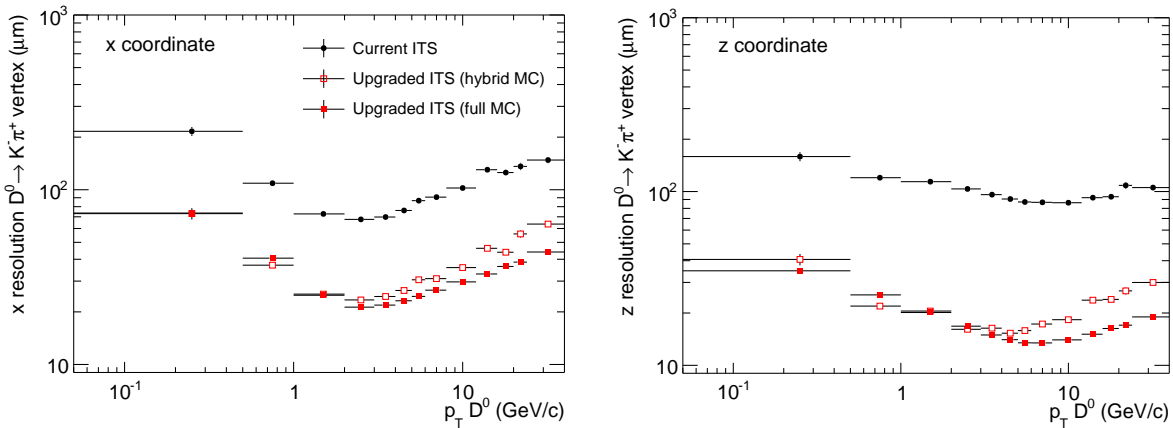 x resolution D⁰→ K⁻π⁺ vertex (μm)
10³
10²
10
x coordinate
Current ITS
Upgraded ITS (hybrid MC)
Upgraded ITS (full MC)
10⁻¹ 1 10
p_T D⁰ (GeV/c)
z resolution D⁰→ K⁻π⁺ vertex (μm)
10³
10²
10
z coordinate
10⁻¹ 1 10
p_T D⁰ (GeV/c)